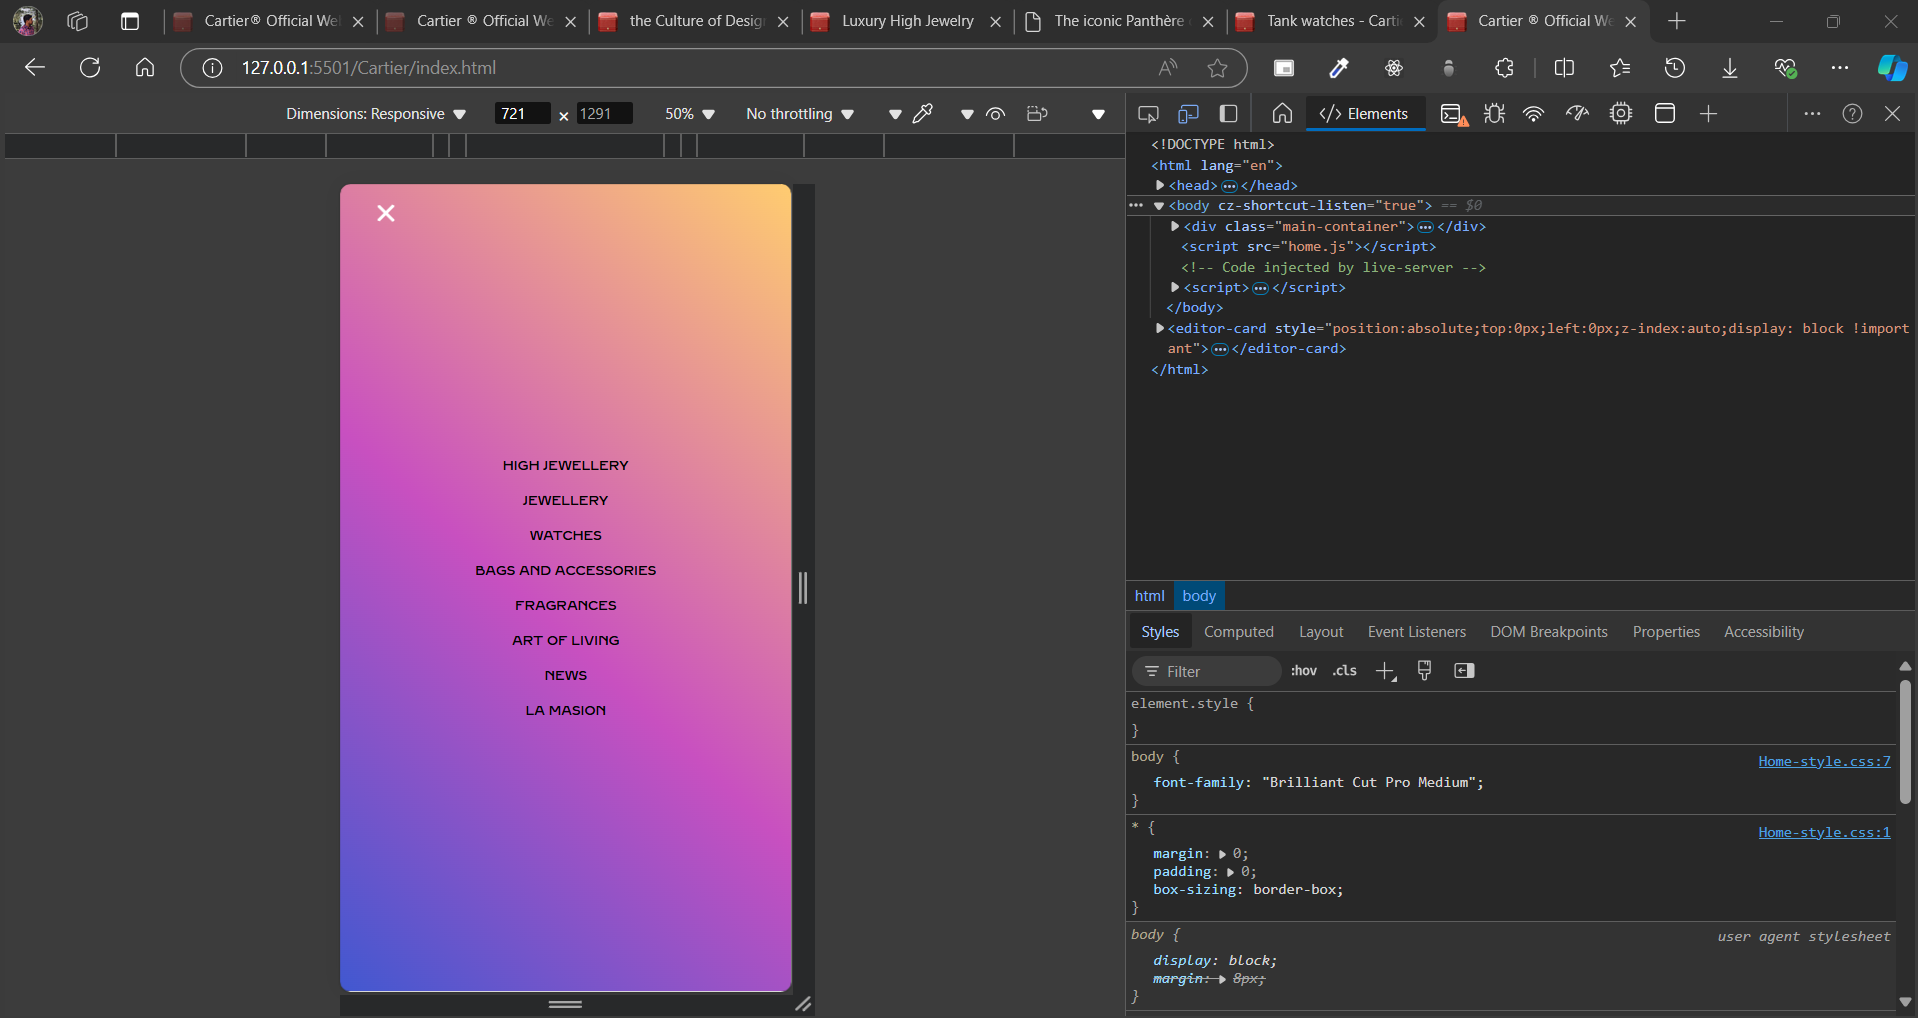 Cartier® Official We
Cartier ® Official We
the Culture of Design
Luxury High Jewelry
The iconic Panthère
Tank watches - Carti
Cartier ® Official We
127.0.0.1:5501/Cartier/index.html
Dimensions: Responsive
721
×
1291
50%
No throttling
HIGH JEWELLERY
JEWELLERY
WATCHES
BAGS AND ACCESSORIES
FRAGRANCES
ART OF LIVING
NEWS
LA MASION
</> Elements
<!DOCTYPE html>
<html lang="en">
<head>…</head>
<body cz-shortcut-listen="true"> == $0
<div class="main-container">…</div>
<script src="home.js"></script>
<!-- Code injected by live-server -->
<script>…</script>
</body>
<editor-card style="position:absolute;top:0px;left:0px;z-index:auto;display: block !import
ant">…</editor-card>
</html>
html body
Styles Computed Layout Event Listeners DOM Breakpoints Properties Accessibility
Filter :hov .cls
element.style {
}
body { Home-style.css:7
font-family: "Brilliant Cut Pro Medium";
}
* { Home-style.css:1
margin: 0;
padding: 0;
box-sizing: border-box;
}
body { user agent stylesheet
display: block;
margin: 8px;
}